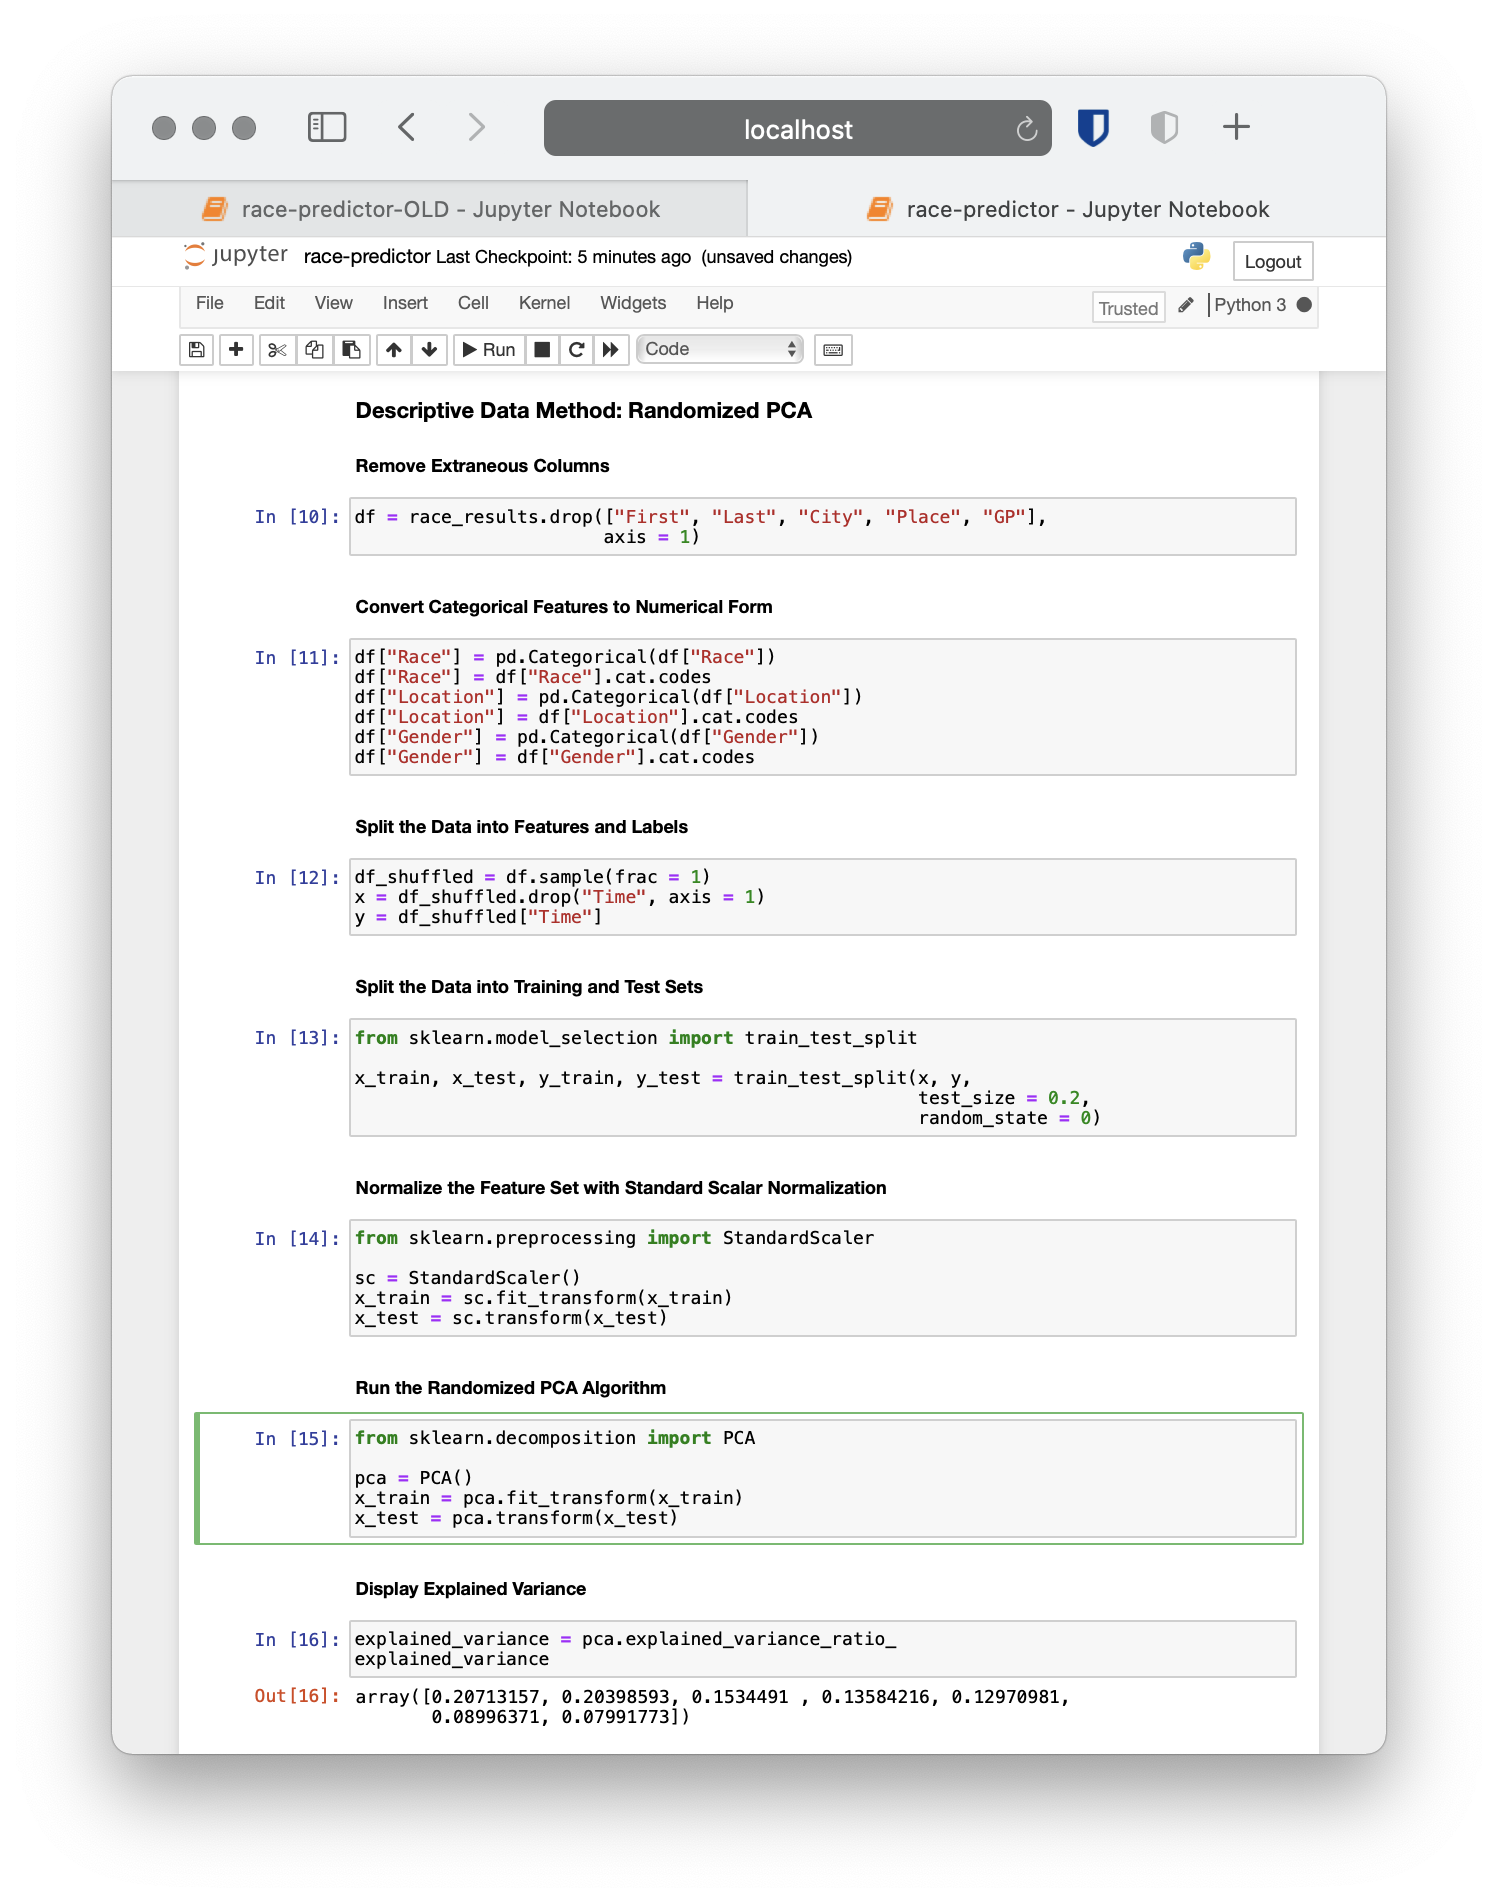 localhost
race-predictor-OLD - Jupyter Notebook
race-predictor - Jupyter Notebook
jupyter race-predictor Last Checkpoint: 5 minutes ago (unsaved changes)
Logout
File Edit View Insert Cell Kernel Widgets Help
Trusted Python 3
Run Code
Descriptive Data Method: Randomized PCA
Remove Extraneous Columns
In [10]: df = race_results.drop(["First", "Last", "City", "Place", "GP"],
axis = 1)
Convert Categorical Features to Numerical Form
In [11]: df["Race"] = pd.Categorical(df["Race"])
df["Race"] = df["Race"].cat.codes
df["Location"] = pd.Categorical(df["Location"])
df["Location"] = df["Location"].cat.codes
df["Gender"] = pd.Categorical(df["Gender"])
df["Gender"] = df["Gender"].cat.codes
Split the Data into Features and Labels
In [12]: df_shuffled = df.sample(frac = 1)
x = df_shuffled.drop("Time", axis = 1)
y = df_shuffled["Time"]
Split the Data into Training and Test Sets
In [13]: from sklearn.model_selection import train_test_split
x_train, x_test, y_train, y_test = train_test_split(x, y,
test_size = 0.2,
random_state = 0)
Normalize the Feature Set with Standard Scalar Normalization
In [14]: from sklearn.preprocessing import StandardScaler
sc = StandardScaler()
x_train = sc.fit_transform(x_train)
x_test = sc.transform(x_test)
Run the Randomized PCA Algorithm
In [15]: from sklearn.decomposition import PCA
pca = PCA()
x_train = pca.fit_transform(x_train)
x_test = pca.transform(x_test)
Display Explained Variance
In [16]: explained_variance = pca.explained_variance_ratio_
explained_variance
Out[16]: array([0.20713157, 0.20398593, 0.1534491 , 0.13584216, 0.12970981,
0.08996371, 0.07991773])